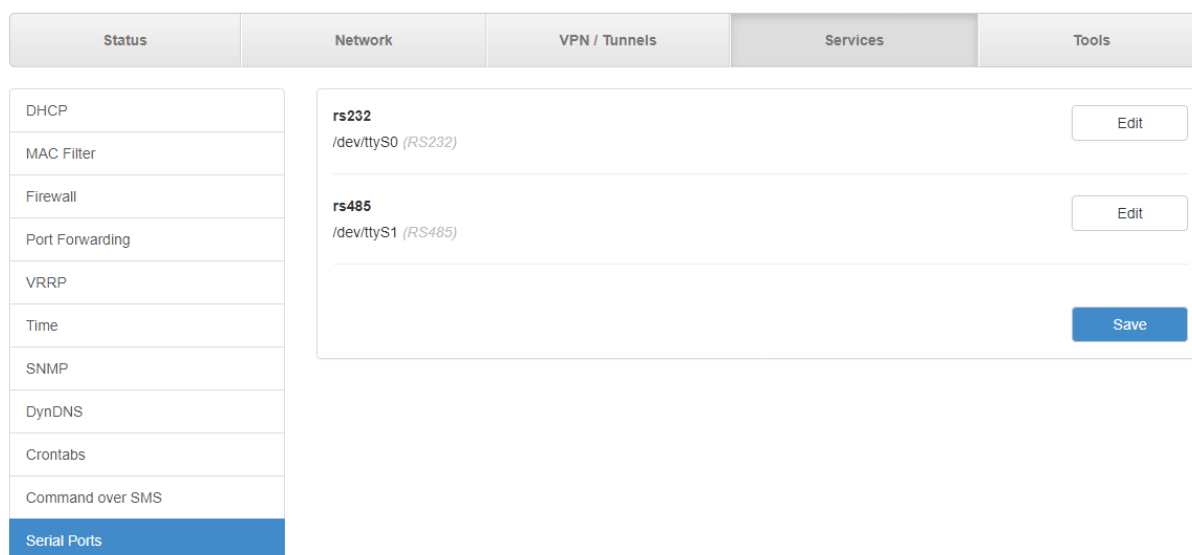 Status Network VPN / Tunnels Services Tools
DHCP
MAC Filter
Firewall
Port Forwarding
VRRP
Time
SNMP
DynDNS
Crontabs
Command over SMS
Serial Ports
rs232
/dev/ttyS0 (RS232)
Edit
rs485
/dev/ttyS1 (RS485)
Edit
Save